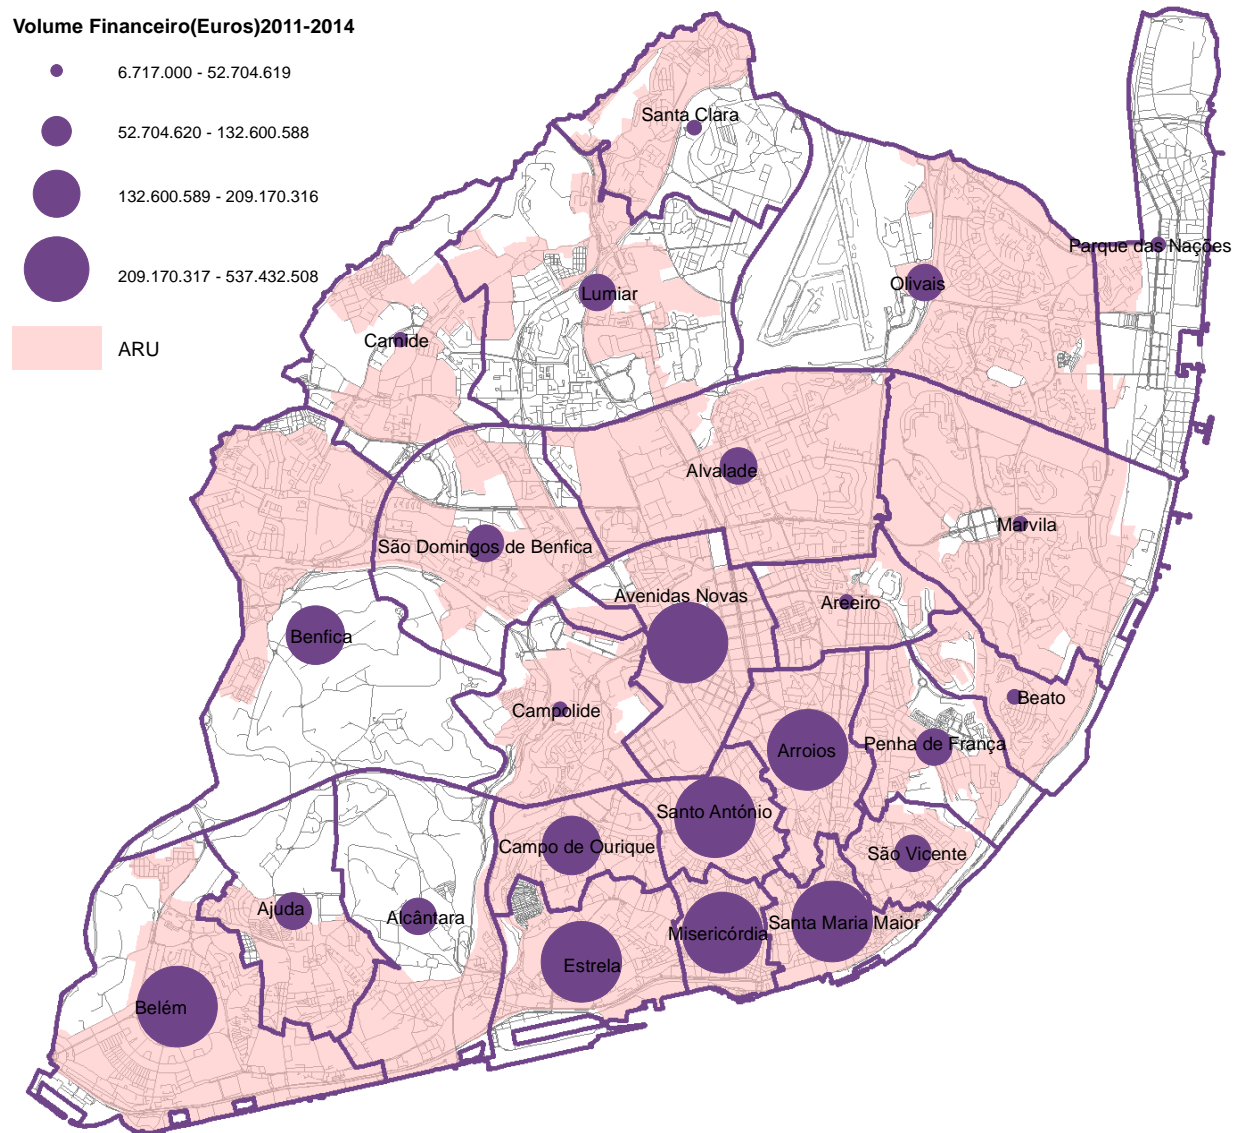 Volume Financeiro(Euros)2011-2014
6.717.000 - 52.704.619
52.704.620 - 132.600.588
132.600.589 - 209.170.316
209.170.317 - 537.432.508
ARU
Santa Clara
Parque das Nações
Olivais
Lumiar
Carnide
Alvalade
Marvila
São Domingos de Benfica
Avenidas Novas
Areeiro
Benfica
Beato
Campolide
Penha de França
Arroios
Santo António
Campo de Ourique
São Vicente
Ajuda
Alcântara
Santa Maria Maior
Misericórdia
Estrela
Belém